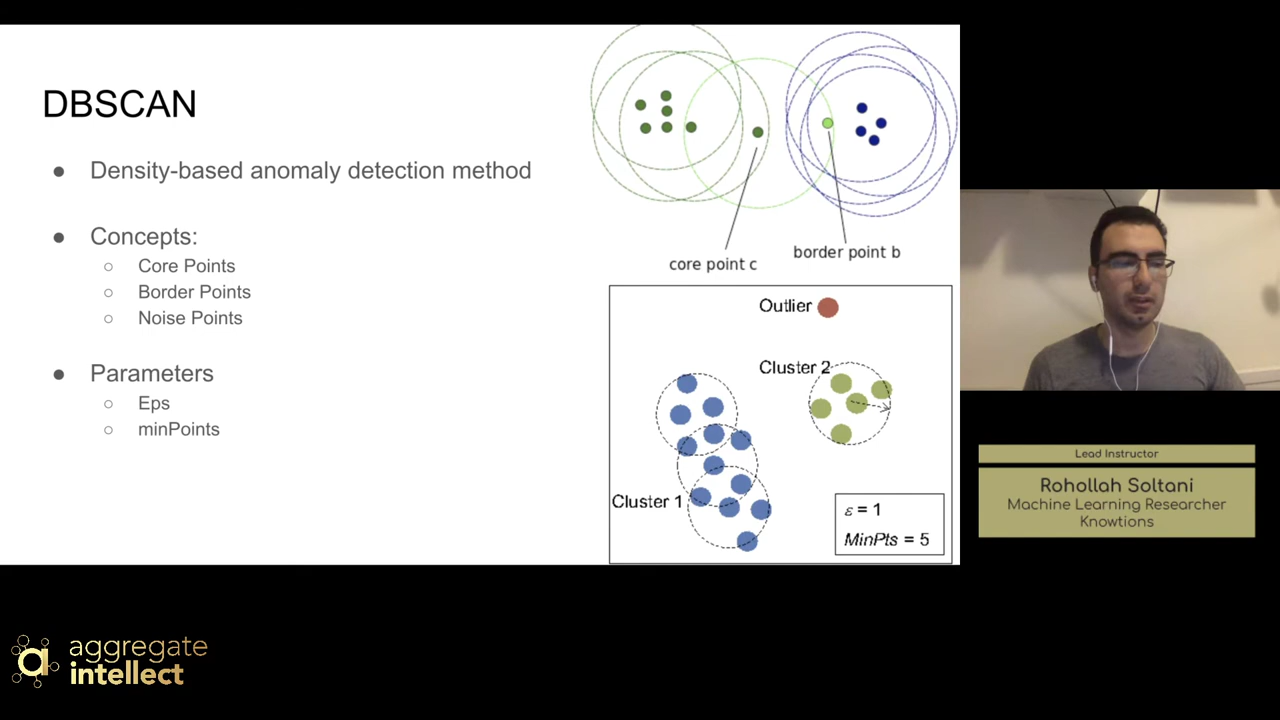 DBSCAN
● Density-based anomaly detection method
● Concepts:
○ Core Points
○ Border Points
○ Noise Points
● Parameters
○ Eps
○ minPoints
core point c
border point b
Outlier
Cluster 2
Cluster 1
ε = 1
MinPts = 5
Lead Instructor
Rohollah Soltani
Machine Learning Researcher
Knowtions
aggregate
intellect